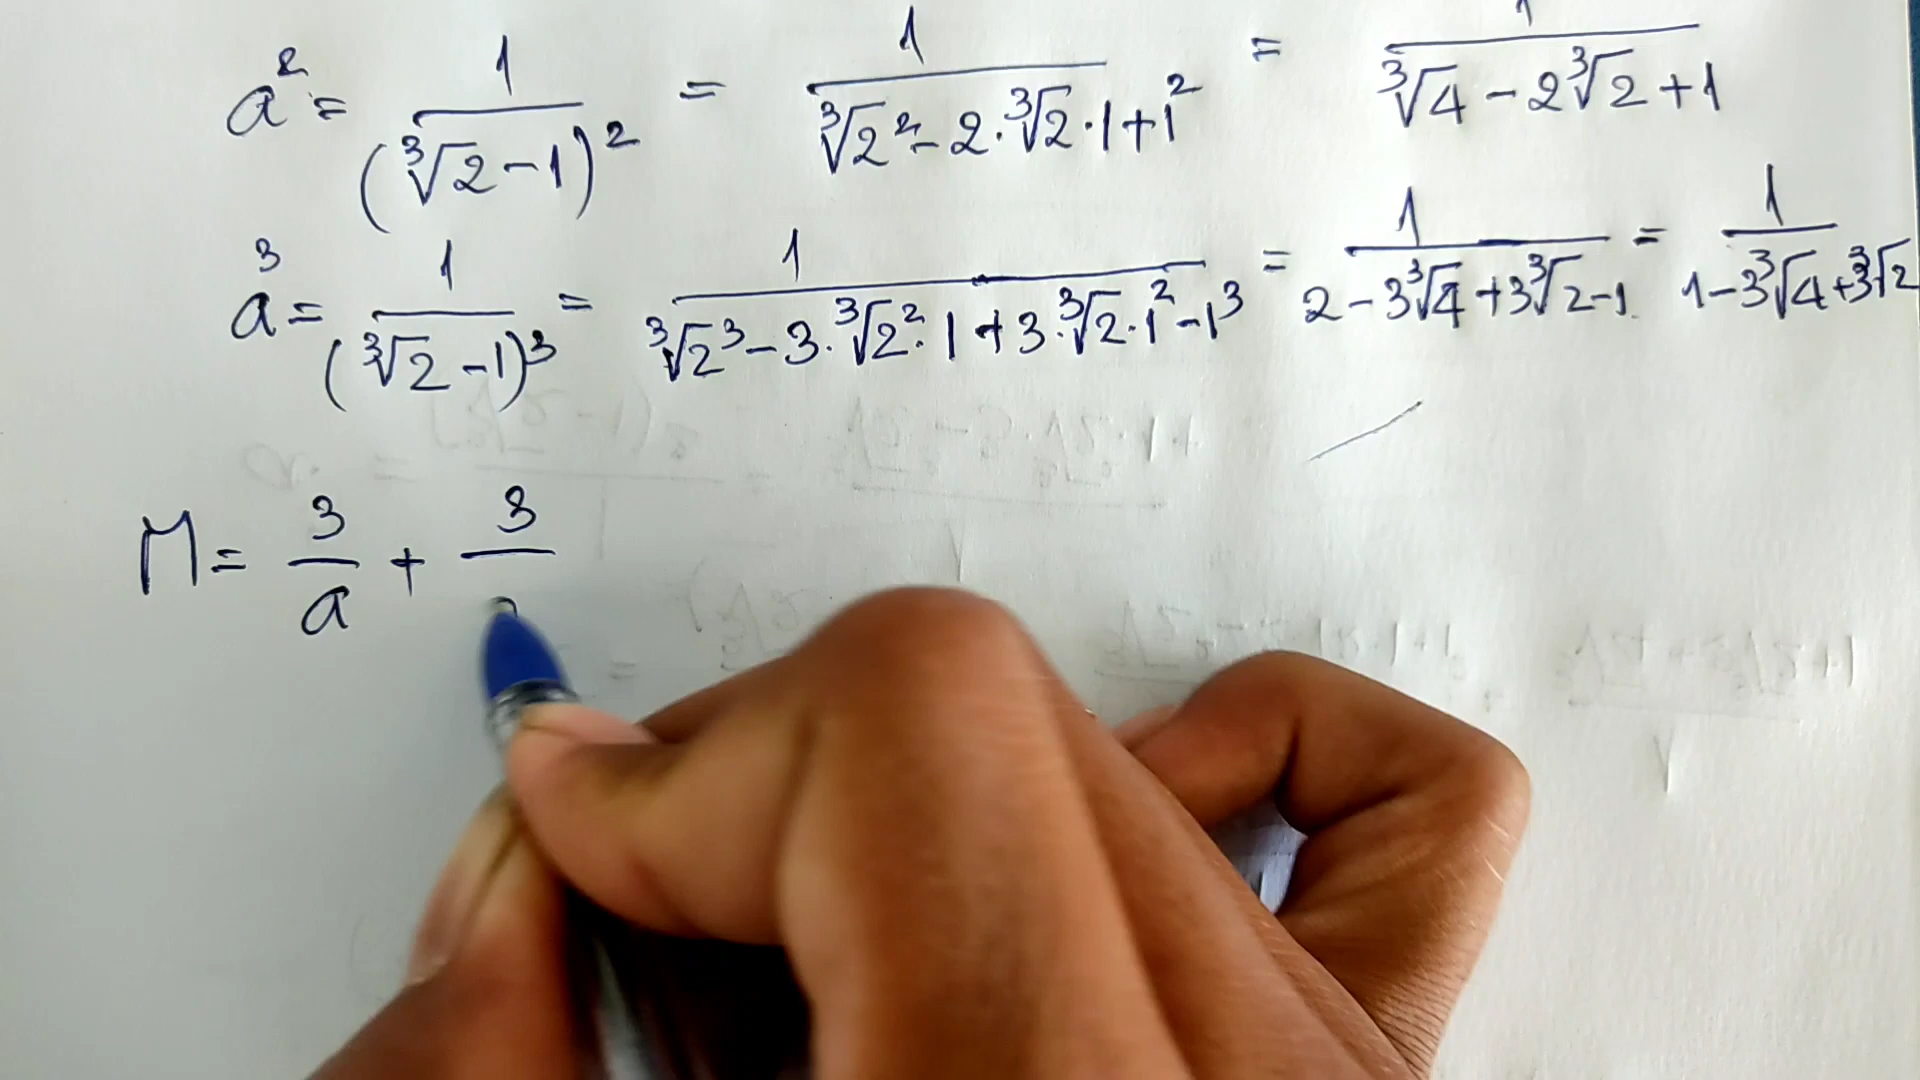 a² = 1/(∛2 - 1)² = 1/(∛2² - 2·∛2·1 + 1²) = 1/(∛4 - 2∛2 + 1)
a³ = 1/(∛2 - 1)³ = 1/(∛2³ - 3·∛2²·1 + 3·∛2·1² - 1³) = 1/(2 - 3∛4 + 3∛2 - 1) = 1/(1 - 3∛4 + 3∛2
M = 3/a + 3/